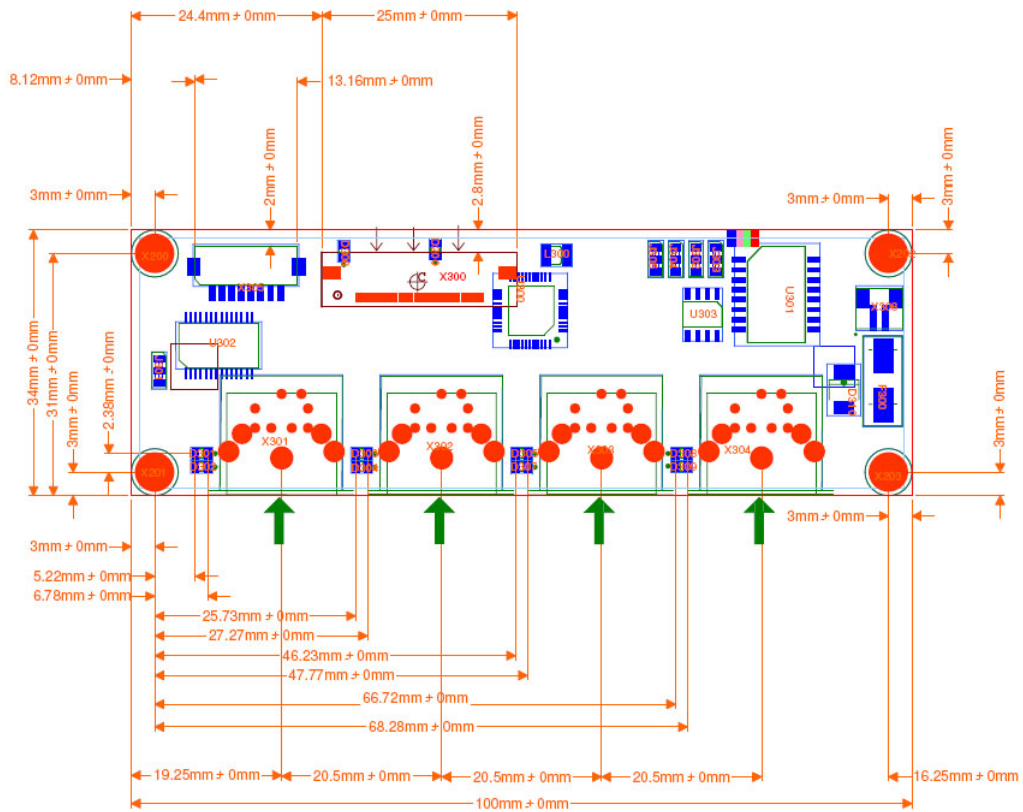 24.4mm ± 0mm
25mm ± 0mm
8.12mm ± 0mm
13.16mm ± 0mm
2mm ± 0mm
2.8mm ± 0mm
3mm ± 0mm
3mm ± 0mm
3mm ± 0mm
X200
X300
L300
U301
U303
U302
34mm ± 0mm
31mm ± 0mm
2.38mm ± 0mm
3mm ± 0mm
X301
X302
X304
X201
3mm ± 0mm
3mm ± 0mm
3mm ± 0mm
5.22mm ± 0mm
6.78mm ± 0mm
25.73mm ± 0mm
27.27mm ± 0mm
46.23mm ± 0mm
47.77mm ± 0mm
66.72mm ± 0mm
68.28mm ± 0mm
19.25mm ± 0mm
20.5mm ± 0mm
20.5mm ± 0mm
20.5mm ± 0mm
16.25mm ± 0mm
100mm ± 0mm